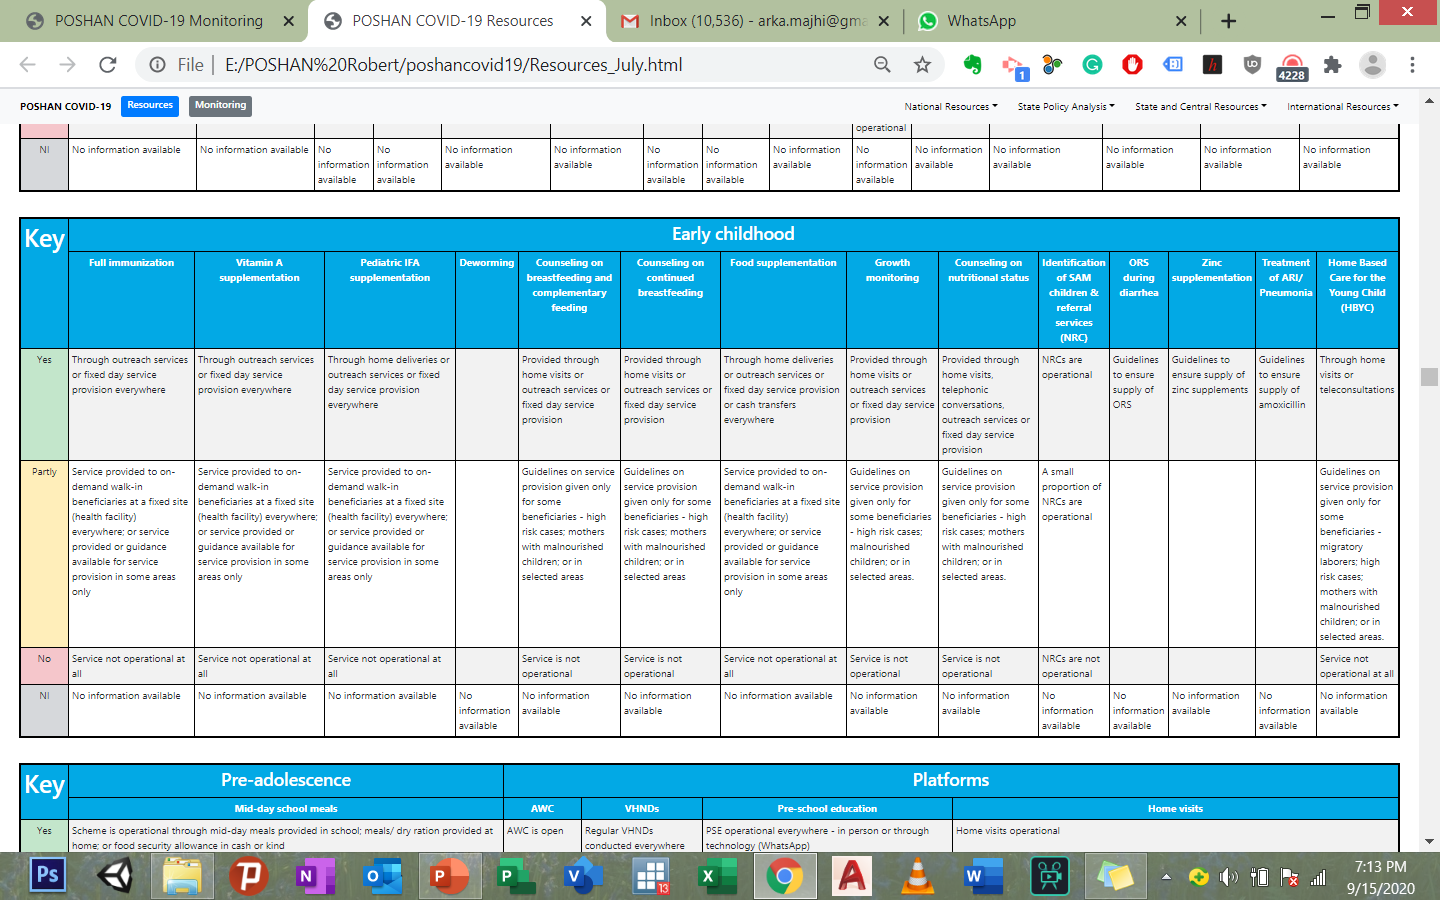 POSHAN COVID-19 Monitoring
POSHAN COVID-19 Resources
Inbox (10,536) - arka.majhi@gma
WhatsApp
File | E:/POSHAN%20Robert/poshancovid19/Resources_July.html
1
4228
POSHAN COVID-19 Resources Monitoring National Resources State Policy Analysis State and Central Resources International Resources
operational
NI No information available No information available No information available No information available No information available No information available No information available No information available No information available No information available No information available No information available No information available No information available No information available
Key Early childhood
Full immunization
Vitamin A supplementation
Pediatric IFA supplementation
Deworming
Counseling on breastfeeding and complementary feeding
Counseling on continued breastfeeding
Food supplementation
Growth monitoring
Counseling on nutritional status
Identification of SAM children & referral services (NRC)
ORS during diarrhea
Zinc supplementation
Treatment of ARI/ Pneumonia
Home Based Care for the Young Child (HBYC)
Yes
Through outreach services or fixed day service provision everywhere
Through outreach services or fixed day service provision everywhere
Through home deliveries or outreach services or fixed day service provision everywhere
Provided through home visits or outreach services or fixed day service provision
Provided through home visits or outreach services or fixed day service provision
Through home deliveries or outreach services or fixed day service provision or cash transfers everywhere
Provided through home visits or outreach services or fixed day service provision
Provided through home visits, telephonic conversations, outreach services or fixed day service provision
NRCs are operational
Guidelines to ensure supply of ORS
Guidelines to ensure supply of zinc supplements
Guidelines to ensure supply of amoxicillin
Through home visits or teleconsultations
Partly
Service provided to on-demand walk-in beneficiaries at a fixed site (health facility) everywhere; or service provided or guidance available for service provision in some areas only
Service provided to on-demand walk-in beneficiaries at a fixed site (health facility) everywhere; or service provided or guidance available for service provision in some areas only
Service provided to on-demand walk-in beneficiaries at a fixed site (health facility) everywhere; or service provided or guidance available for service provision in some areas only
Guidelines on service provision given only for some beneficiaries - high risk cases; mothers with malnourished children; or in selected areas
Guidelines on service provision given only for some beneficiaries - high risk cases; mothers with malnourished children; or in selected areas
Service provided to on-demand walk-in beneficiaries at a fixed site (health facility) everywhere; or service provided or guidance available for service provision in some areas only
Guidelines on service provision given only for some beneficiaries - high risk cases; malnourished children; or in selected areas.
Guidelines on service provision given only for some beneficiaries - high risk cases; mothers with malnourished children; or in selected areas.
A small proportion of NRCs are operational
Guidelines on service provision given only for some beneficiaries - migratory laborers; high risk cases; mothers with malnourished children; or in selected areas.
No
Service not operational at all
Service not operational at all
Service not operational at all
Service is not operational
Service is not operational
Service not operational at all
Service is not operational
Service is not operational
NRCs are not operational
Service not operational at all
NI No information available No information available No information available No information available No information available No information available No information available No information available No information available No information available No information available No information available No information available No information available
Key Pre-adolescence Platforms
Mid-day school meals AWC VHNDs Pre-school education Home visits
Yes
Scheme is operational through mid-day meals provided in school; meals/ dry ration provided at home; or food security allowance in cash or kind
AWC is open
Regular VHNDs conducted everywhere
PSE operational everywhere - in person or through technology (WhatsApp)
Home visits operational
Ps
13
7:13 PM
9/15/2020